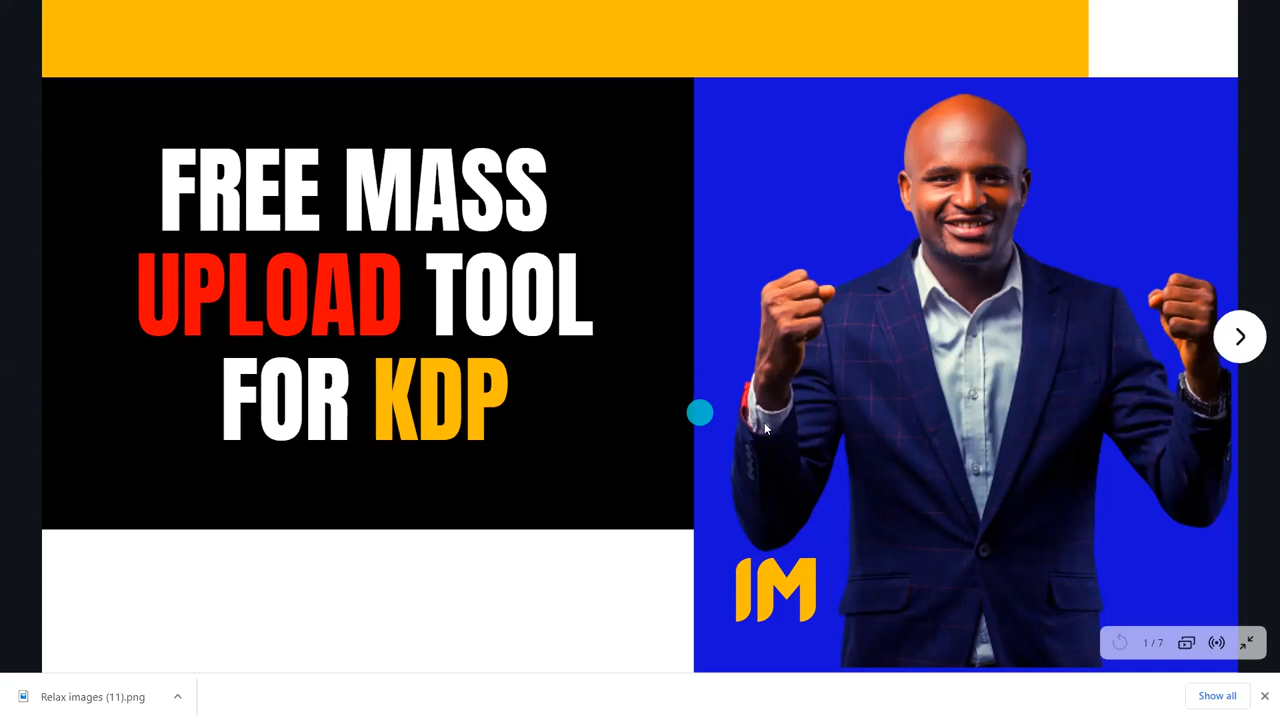 FREE MASS
UPLOAD TOOL
FOR KDP
IM
1 / 7
Relax images (11).png
Show all